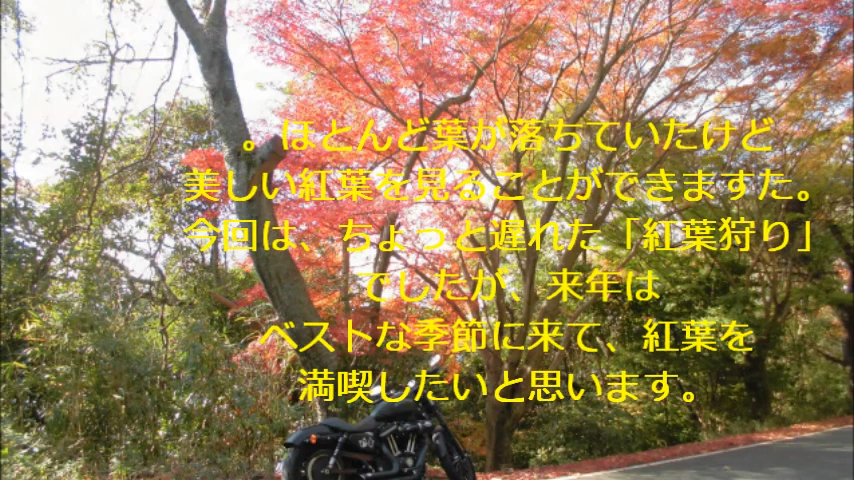 。ほとんど葉が落ちていたけど
美しい紅葉を見ることができますた。
今回は、ちょっと遅れた「紅葉狩り」
でしたが、来年は
ベストな季節に来て、紅葉を
満喫したいと思います。